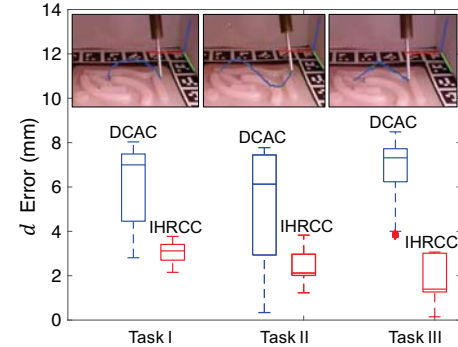 14
12
10
8
6
4
2
0
d Error (mm)
DCAC
IHRCC
DCAC
IHRCC
DCAC
IHRCC
Task I
Task II
Task III